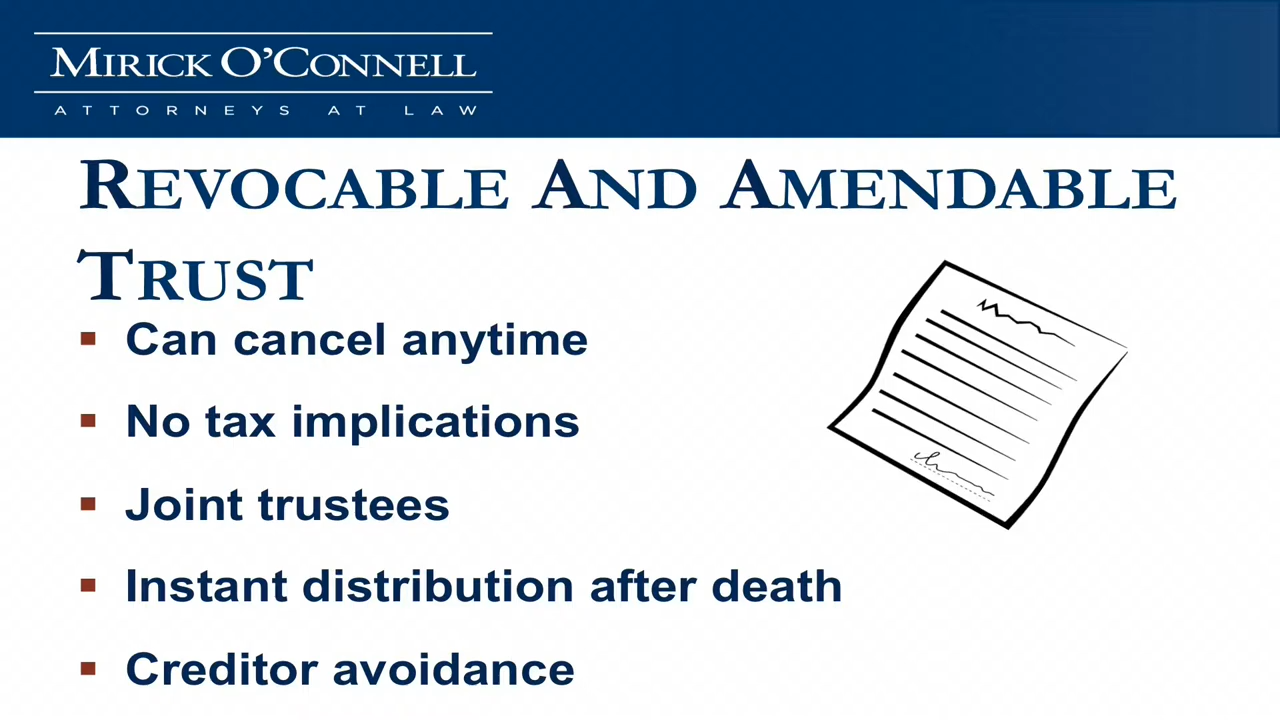 MIRICK O'CONNELL
ATTORNEYS AT LAW
REVOCABLE AND AMENDABLE
TRUST
▪ Can cancel anytime
▪ No tax implications
▪ Joint trustees
▪ Instant distribution after death
▪ Creditor avoidance